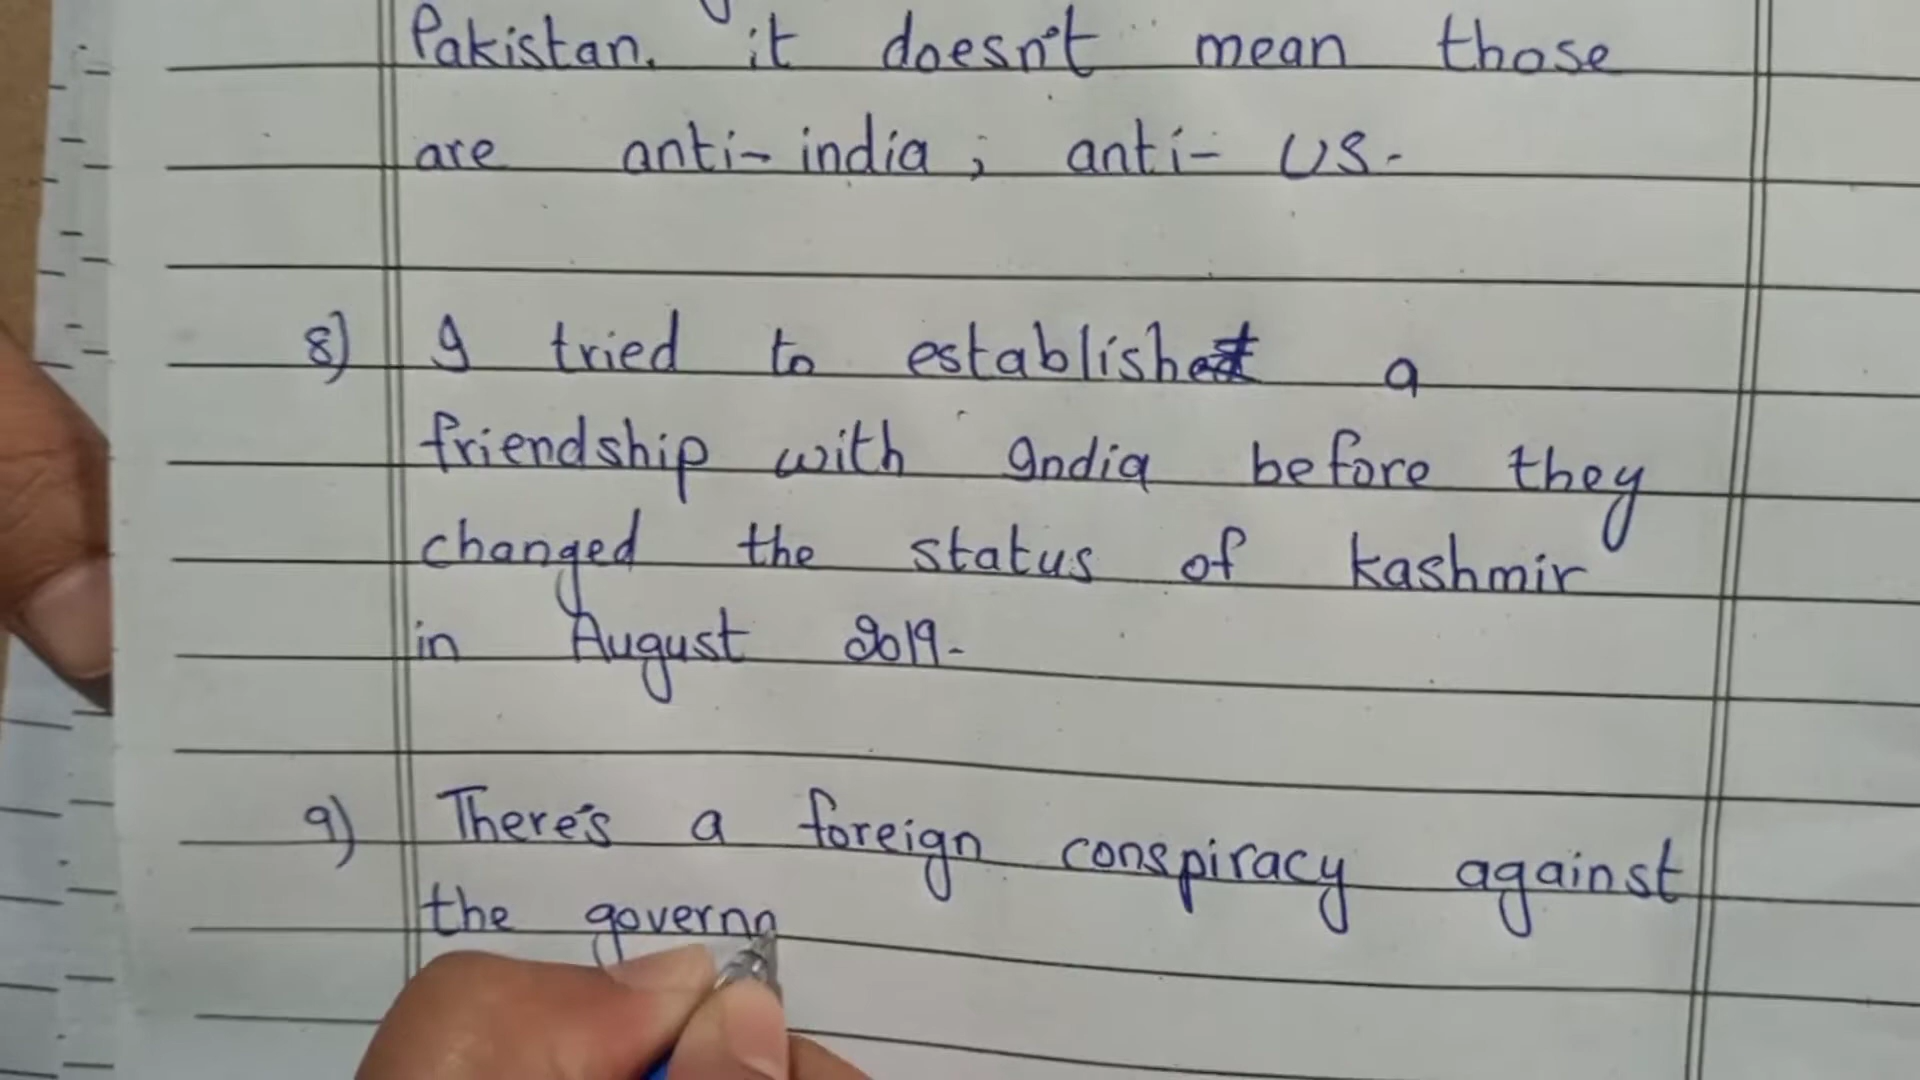 Pakistan. it doesn't mean those
are anti-india, anti-US.
8) I tried to establish a
friendship with India before they
changed the status of kashmir
in August 2019.
9) There's a foreign conspiracy against
the govern